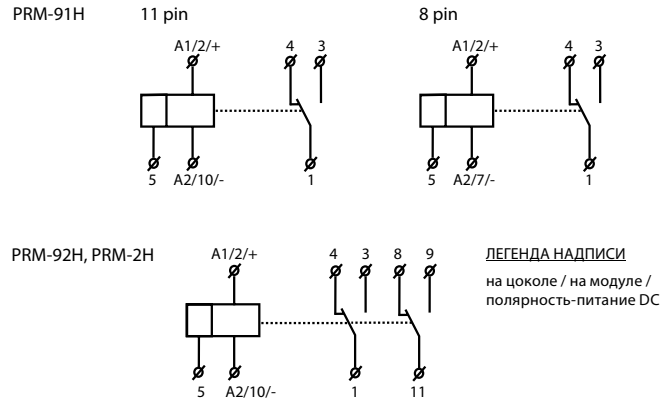 PRM-91H 11 pin 8 pin
A1/2/+ 4 3 A1/2/+ 4 3
5 A2/10/- 1 5 A2/7/- 1
PRM-92H, PRM-2H A1/2/+ 4 3 8 9
5 A2/10/- 1 11
ЛЕГЕНДА НАДПИСИ
на цоколе / на модуле /
полярность-питание DC